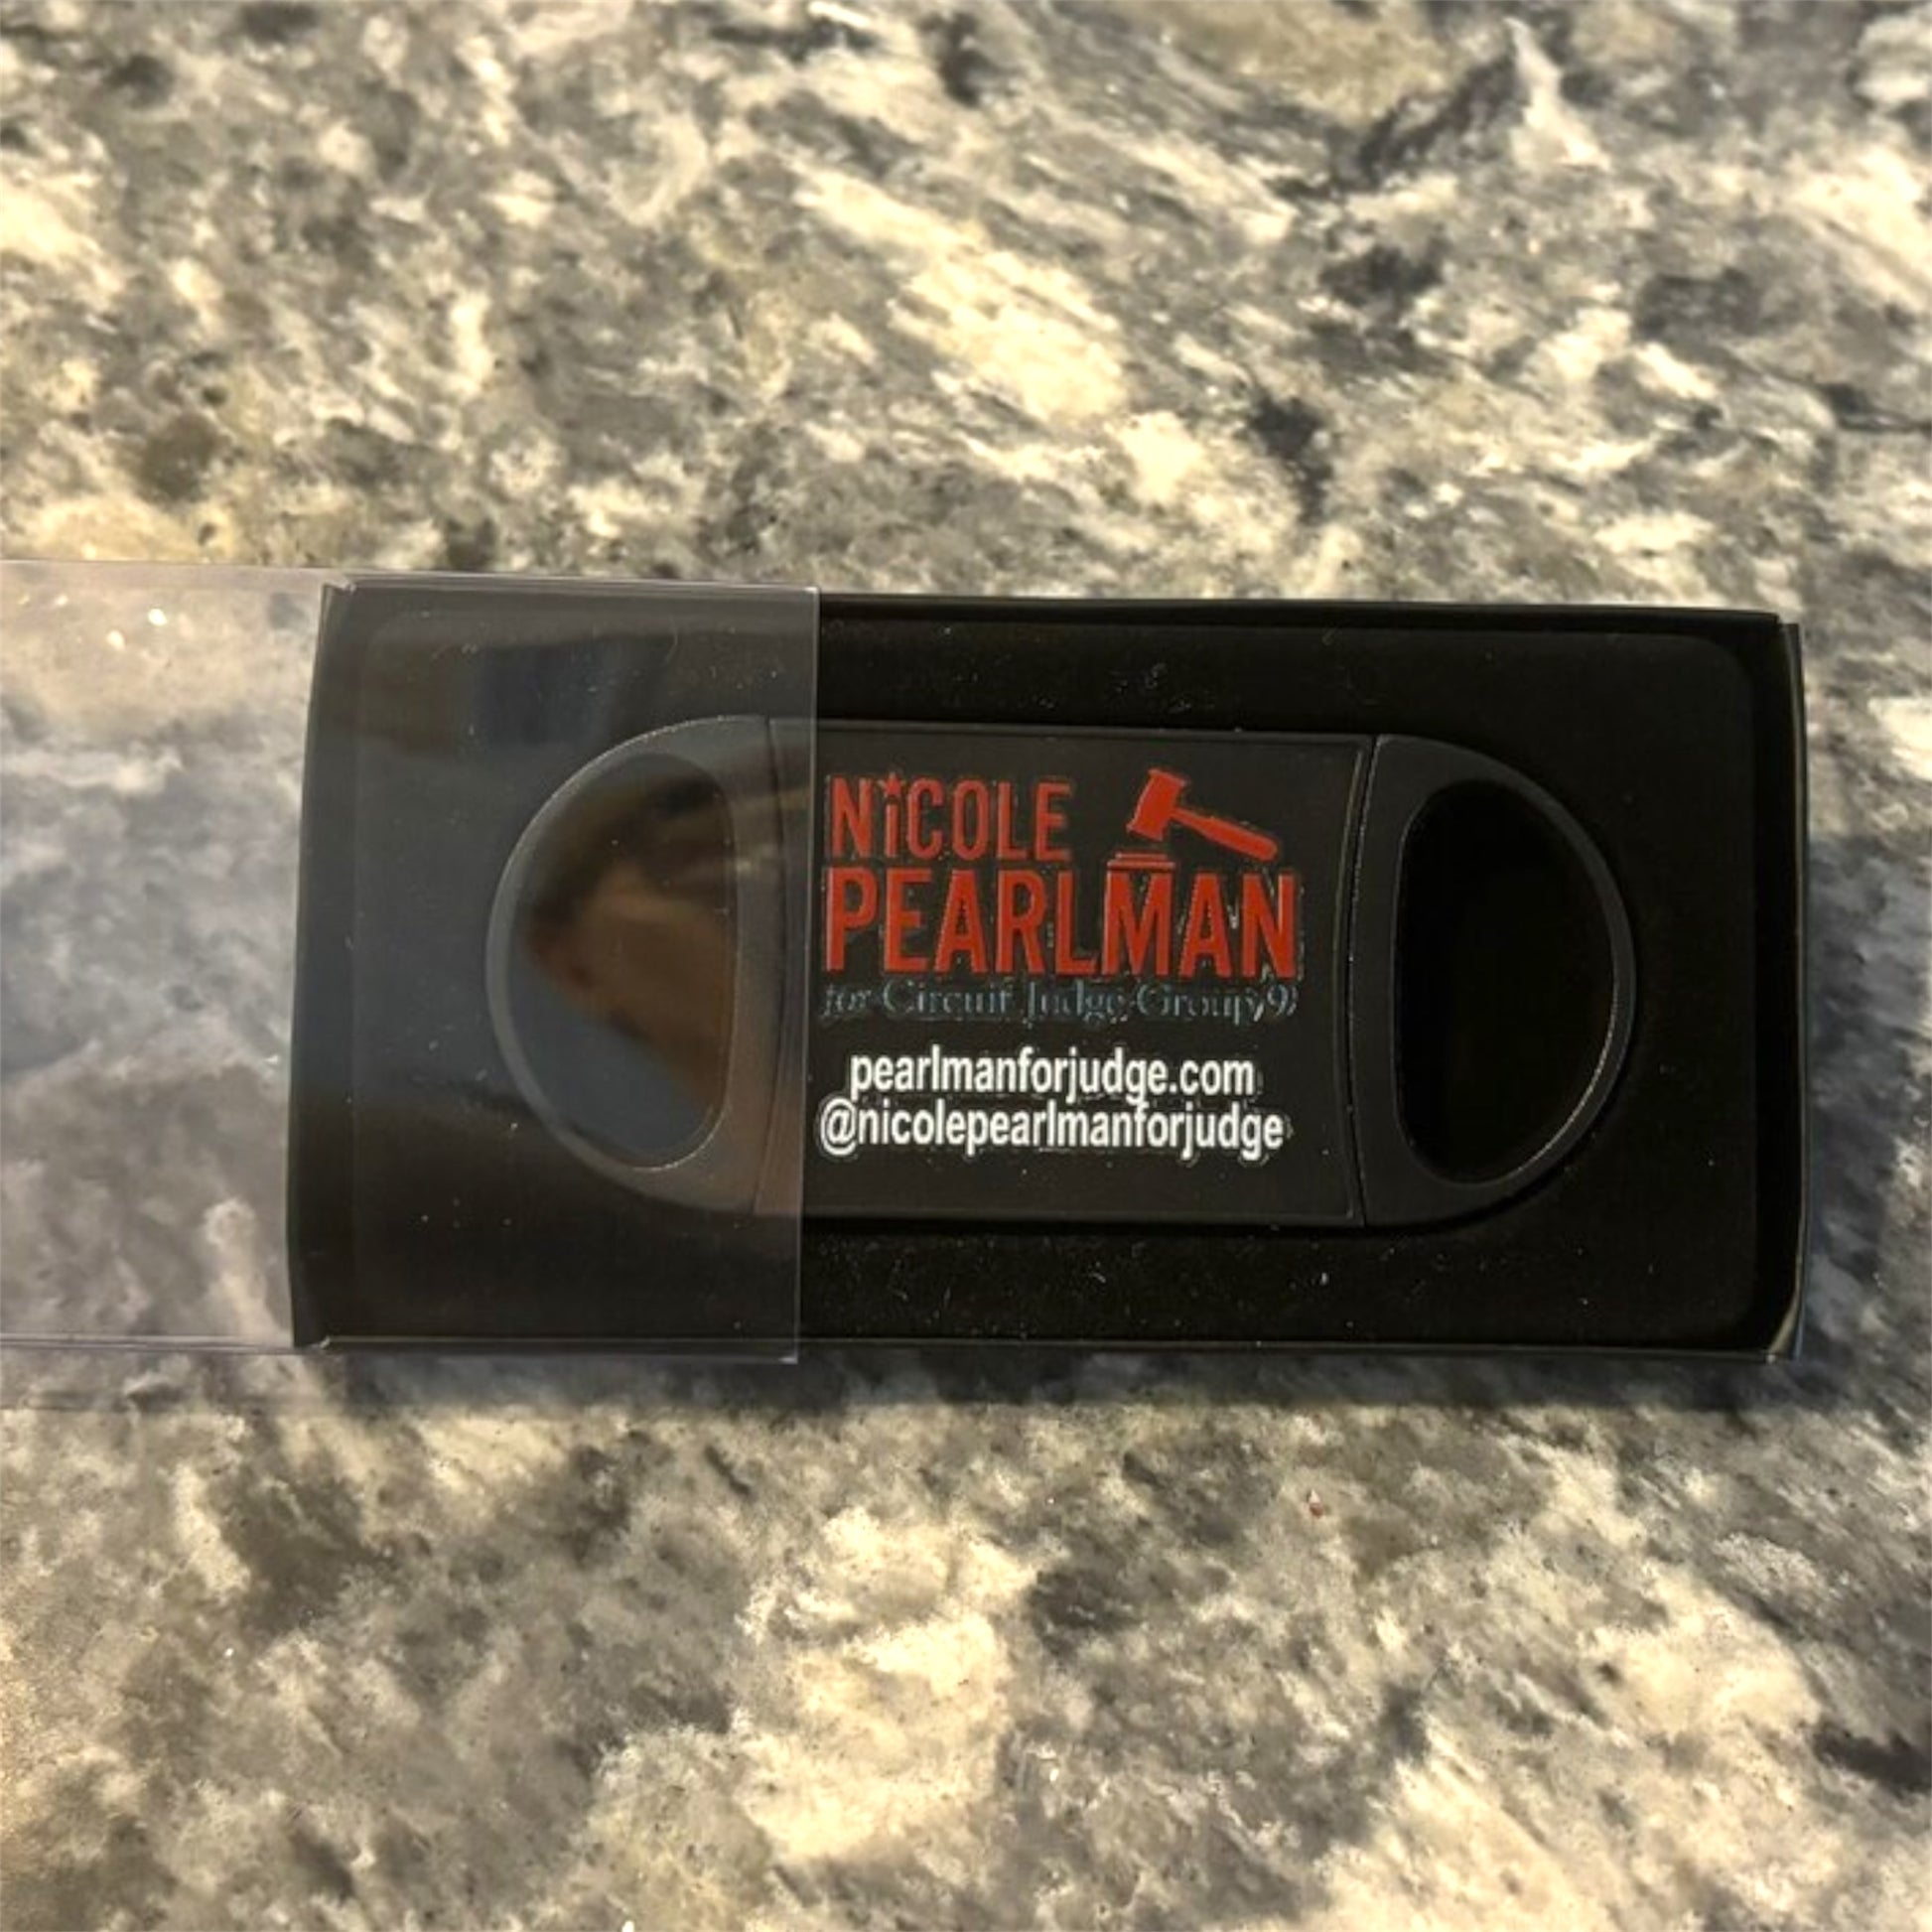 NiCOLE
PEARLMAN
for Circuit Judge Group 9
pearlmanforjudge.com
@nicolepearlmanforjudge